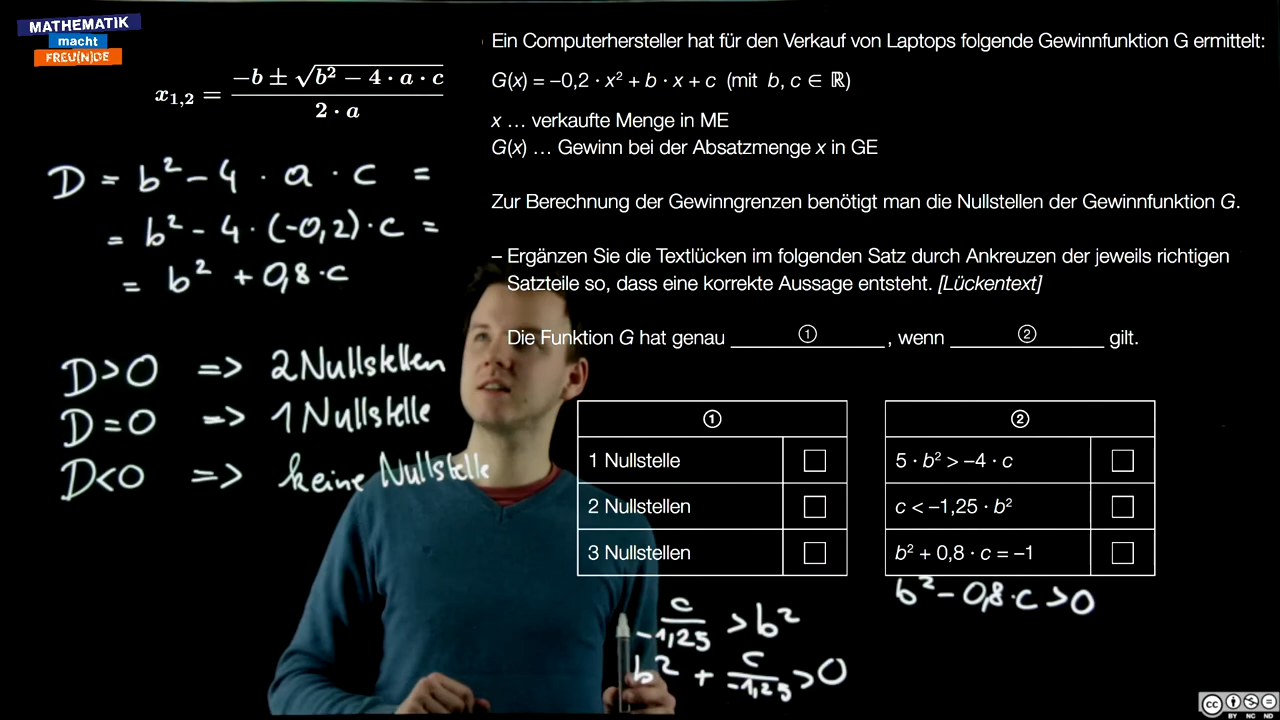 MATHEMATIK
macht
FREU(N)DE
x₁,₂ = (−b ± √(b² − 4 · a · c)) / (2 · a)
D = b² − 4 · a · c =
= b² − 4 · (−0,2) · c =
= b² + 0,8 · c
D > 0 => 2 Nullstellen
D = 0 => 1 Nullstelle
D < 0 => keine Nullstelle
Ein Computerhersteller hat für den Verkauf von Laptops folgende Gewinnfunktion G ermittelt:
G(x) = −0,2 · x² + b · x + c (mit b, c ∈ ℝ)
x … verkaufte Menge in ME
G(x) … Gewinn bei der Absatzmenge x in GE
Zur Berechnung der Gewinngrenzen benötigt man die Nullstellen der Gewinnfunktion G.
– Ergänzen Sie die Textlücken im folgenden Satz durch Ankreuzen der jeweils richtigen
Satzteile so, dass eine korrekte Aussage entsteht. [Lückentext]
Die Funktion G hat genau ______①______ , wenn ______②______ gilt.
①
1 Nullstelle
2 Nullstellen
3 Nullstellen
②
5 · b² > −4 · c
c < −1,25 · b²
b² + 0,8 · c = −1
c / −1,25 > b²
b² + c / −1,25 > 0
b² − 0,8 · c > 0
CC BY NC ND